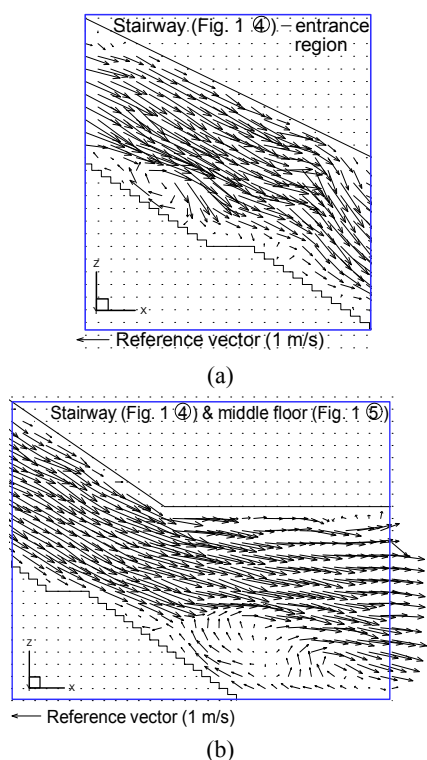 Stairway (Fig. 1 ④) – entrance
region
z
x
Reference vector (1 m/s)
(a)
Stairway (Fig. 1 ④) & middle floor (Fig. 1 ⑤)
z
x
Reference vector (1 m/s)
(b)